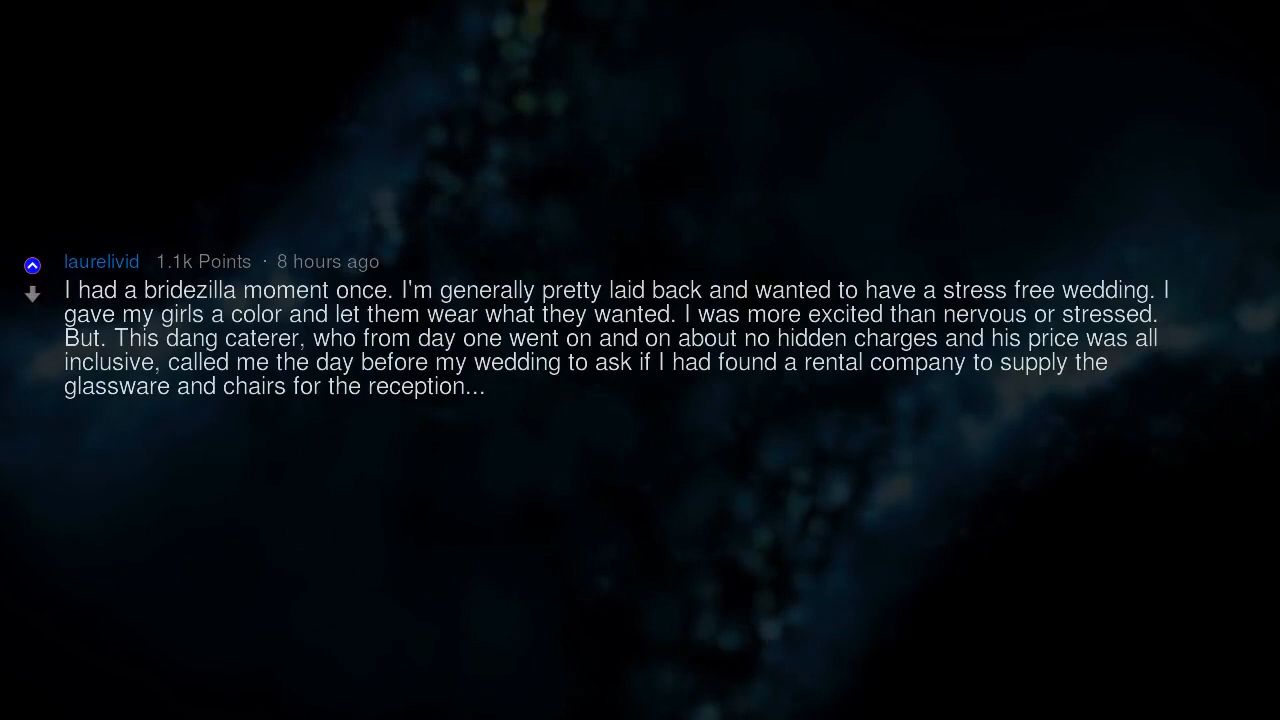 laurelivid 1.1k Points · 8 hours ago
I had a bridezilla moment once. I'm generally pretty laid back and wanted to have a stress free wedding. I
gave my girls a color and let them wear what they wanted. I was more excited than nervous or stressed.
But. This dang caterer, who from day one went on and on about no hidden charges and his price was all
inclusive, called me the day before my wedding to ask if I had found a rental company to supply the
glassware and chairs for the reception...